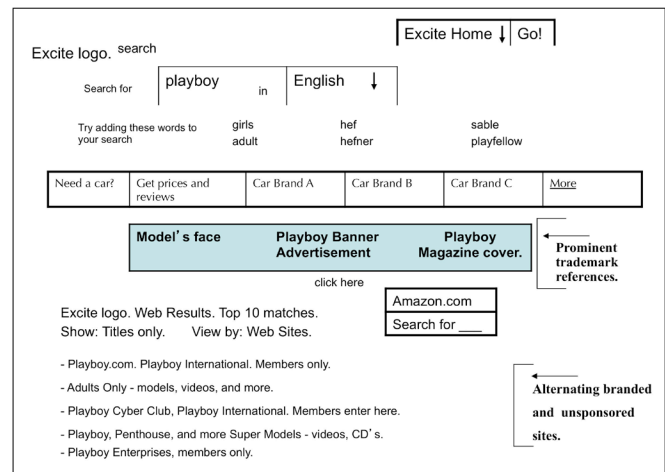 Excite Home ↓ Go!
Excite logo. search
Search for playboy in English ↓
Try adding these words to your search
girls hef sable
adult hefner playfellow
Need a car? Get prices and reviews Car Brand A Car Brand B Car Brand C More
Model's face Playboy Banner Advertisement Playboy Magazine cover.
Prominent
trademark
references.
click here
Amazon.com
Search for ___
Excite logo. Web Results. Top 10 matches.
Show: Titles only. View by: Web Sites.
- Playboy.com. Playboy International. Members only.
- Adults Only - models, videos, and more.
- Playboy Cyber Club, Playboy International. Members enter here.
- Playboy, Penthouse, and more Super Models - videos, CD's.
- Playboy Enterprises, members only.
Alternating branded
and unsponsored
sites.